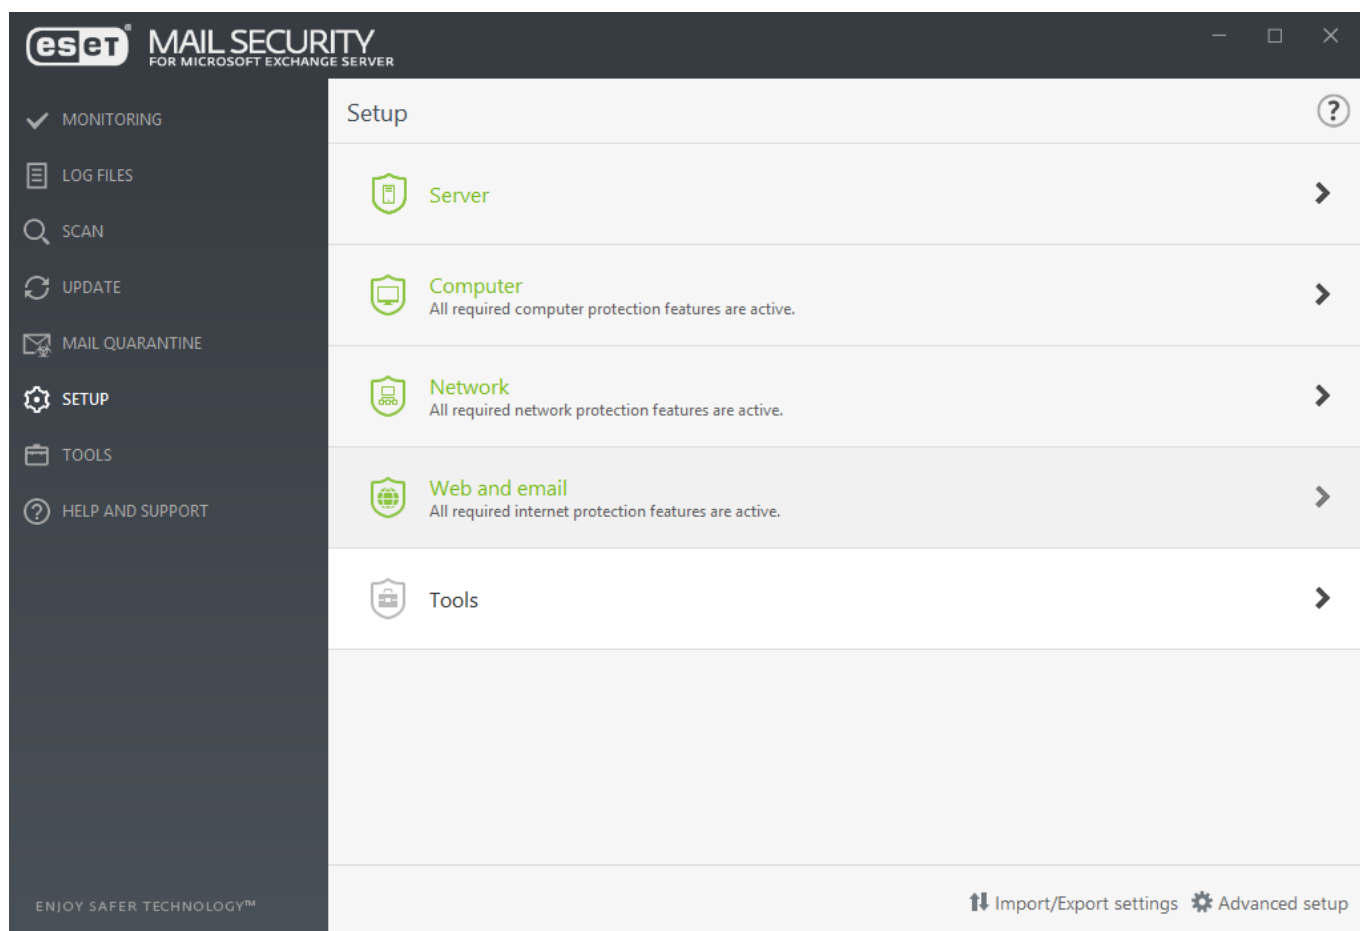 eset® MAIL SECURITY
FOR MICROSOFT EXCHANGE SERVER
MONITORING
LOG FILES
SCAN
UPDATE
MAIL QUARANTINE
SETUP
TOOLS
HELP AND SUPPORT
ENJOY SAFER TECHNOLOGY™
Setup
?
Server
Computer
All required computer protection features are active.
Network
All required network protection features are active.
Web and email
All required internet protection features are active.
Tools
Import/Export settings Advanced setup